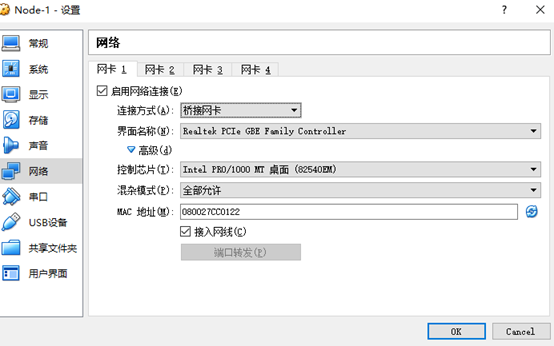 Node-1 - 设置
? ×
常规
系统
显示
存储
声音
网络
串口
USB设备
共享文件夹
用户界面
网络
网卡 1 网卡 2 网卡 3 网卡 4
启用网络连接(E)
连接方式(A): 桥接网卡
界面名称(N): Realtek PCIe GBE Family Controller
高级(d)
控制芯片(T): Intel PRO/1000 MT 桌面 (82540EM)
混杂模式(P): 全部允许
MAC 地址(M): 080027CC0122
接入网线(C)
端口转发(P)
OK Cancel